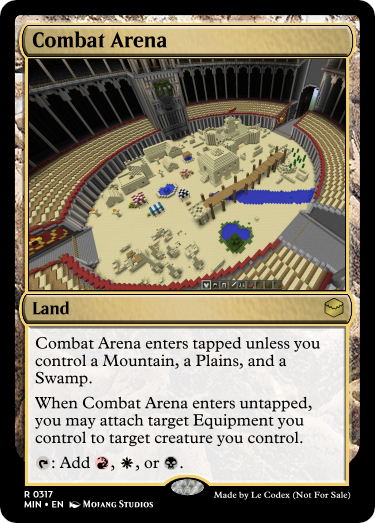 Combat Arena
Land
Combat Arena enters tapped unless you
control a Mountain, a Plains, and a
Swamp.
When Combat Arena enters untapped,
you may attach target Equipment you
control to target creature you control.
: Add , , or .
R 0317
MIN • EN Mojang Studios
Made by Le Codex (Not For Sale)